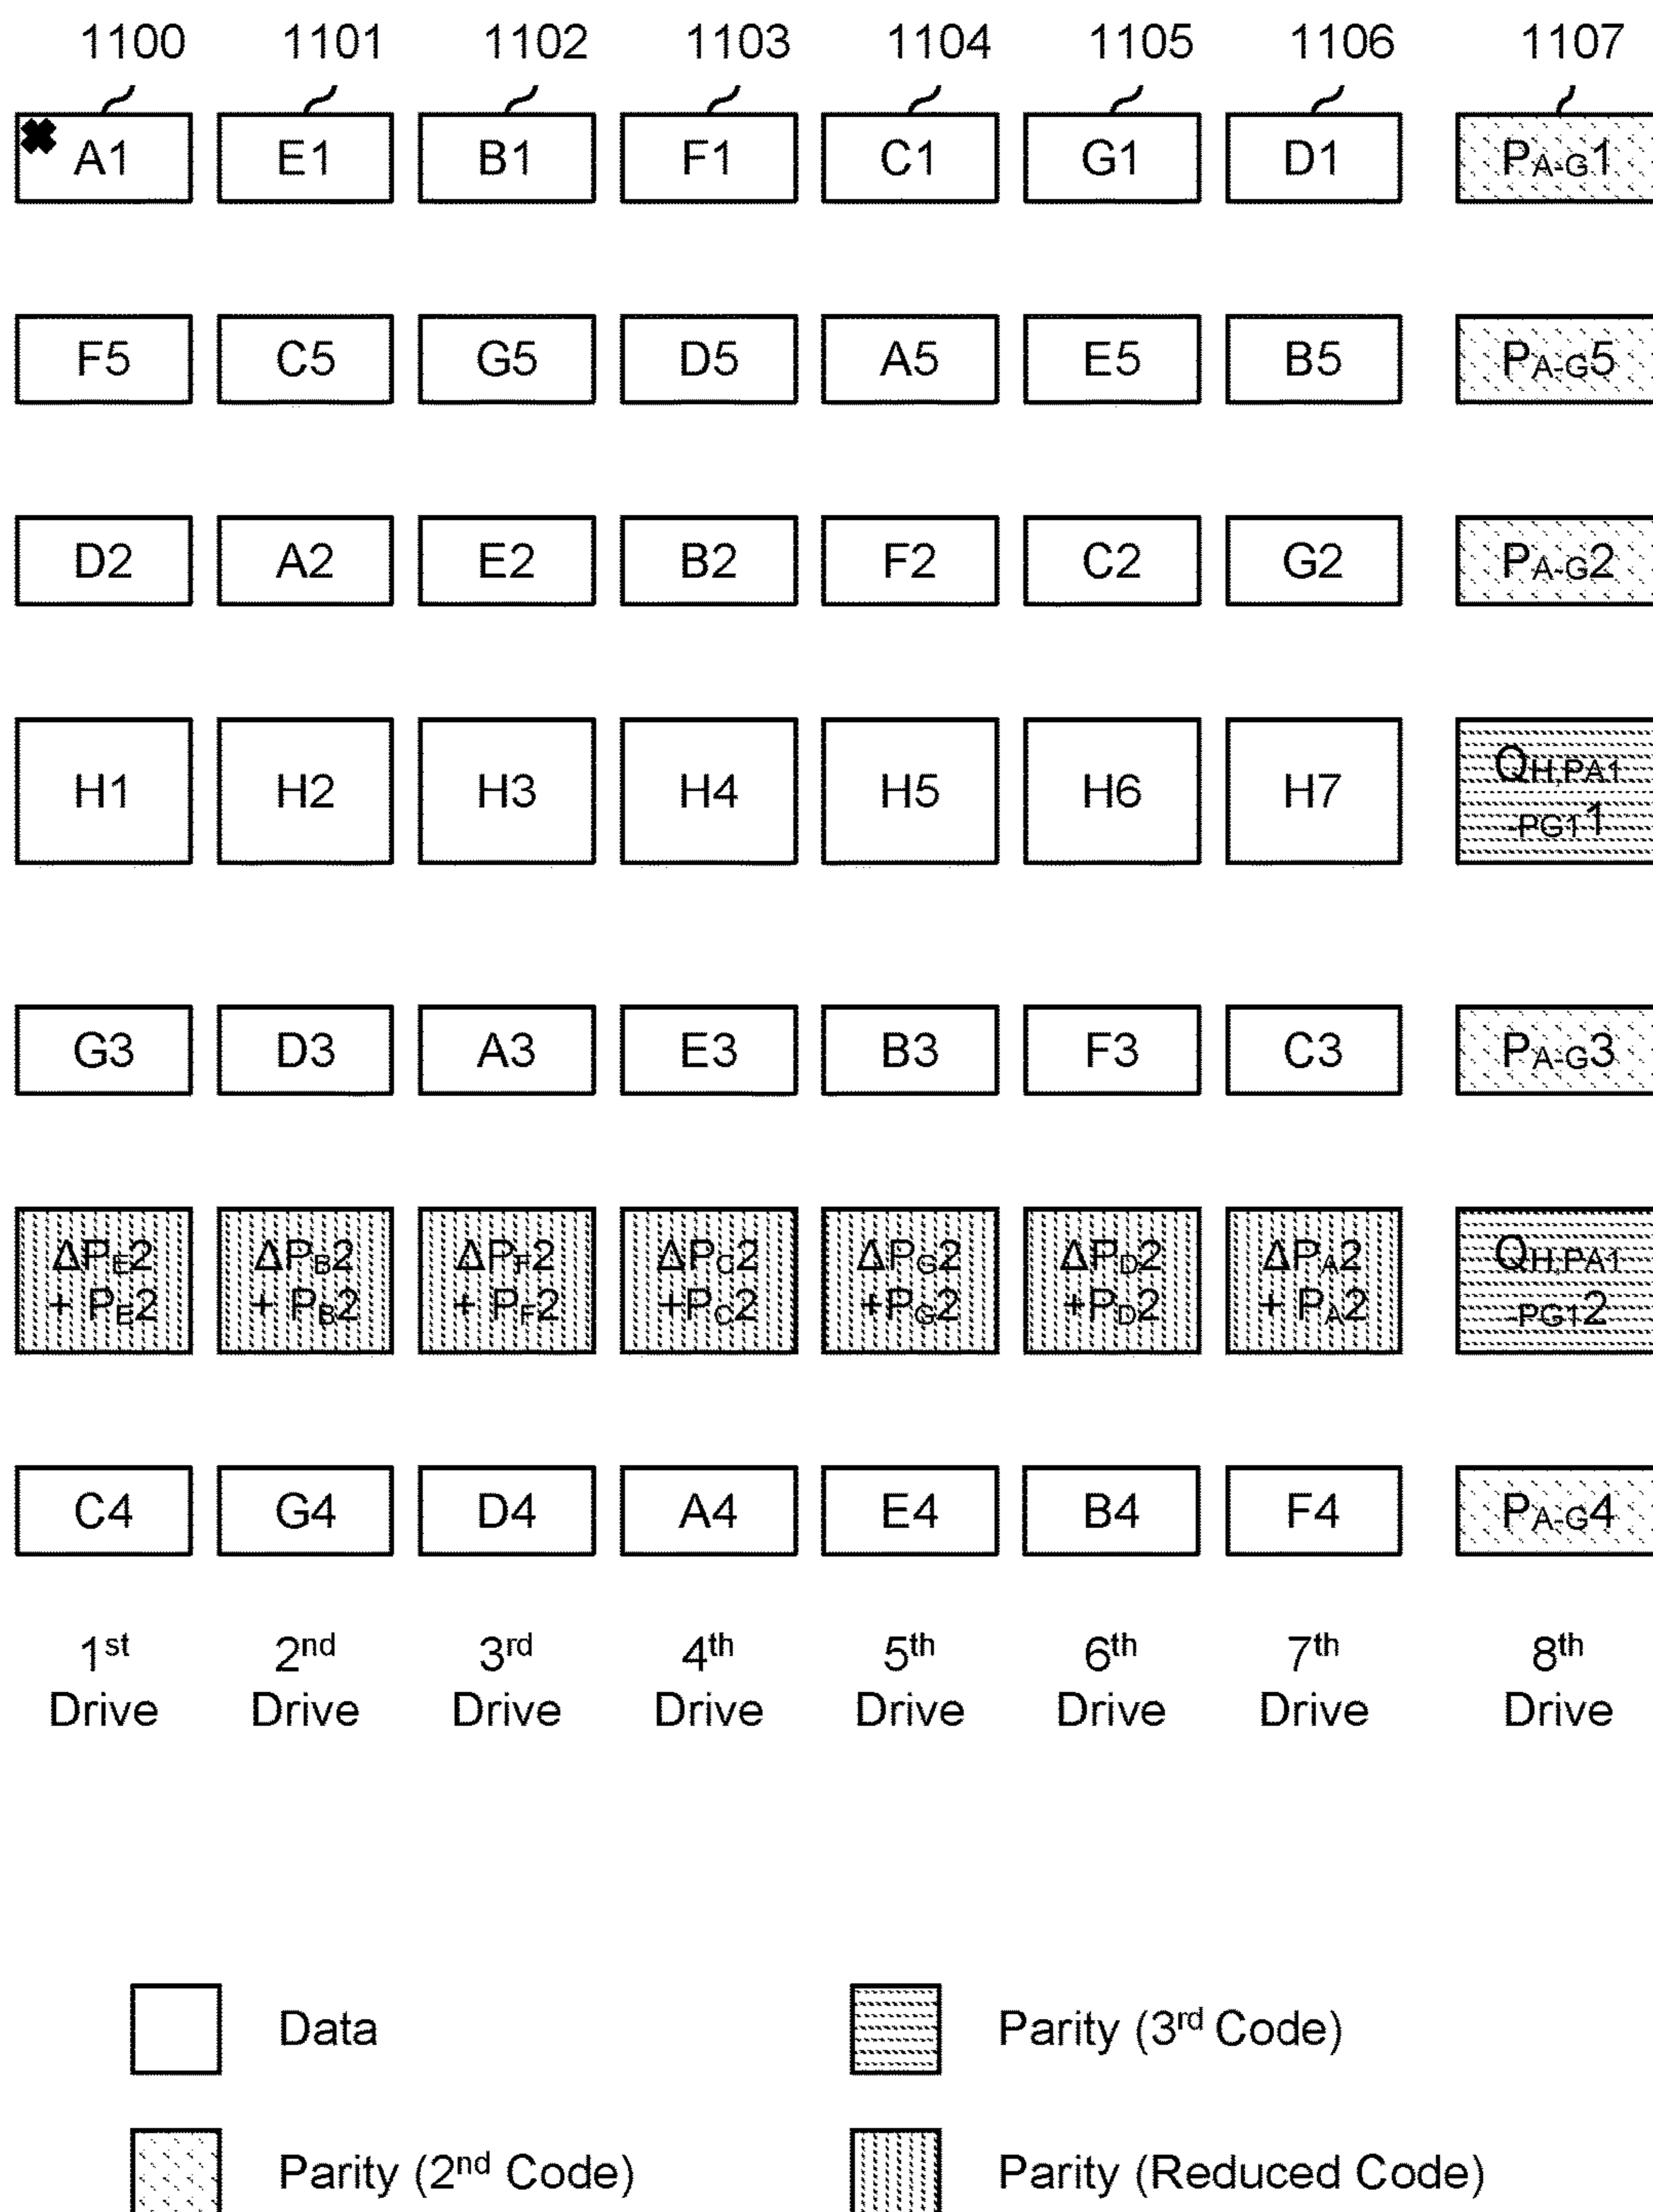 1100 1101 1102 1103 1104 1105 1106 1107
A1 E1 B1 F1 C1 G1 D1 PA-G1
F5 C5 G5 D5 A5 E5 B5 PA-G5
D2 A2 E2 B2 F2 C2 G2 PA-G2
H1 H2 H3 H4 H5 H6 H7 QH,PA1
-PG11
G3 D3 A3 E3 B3 F3 C3 PA-G3
ΔPE2 ΔPB2 ΔPF2 ΔPC2 ΔPG2 ΔPD2 ΔPA2 QH,PA1
+ PE2 + PB2 + PF2 +PC2 +PG2 +PD2 + PA2 -PG12
C4 G4 D4 A4 E4 B4 F4 PA-G4
1st 2nd 3rd 4th 5th 6th 7th 8th
Drive Drive Drive Drive Drive Drive Drive Drive
Data Parity (3rd Code)
Parity (2nd Code) Parity (Reduced Code)